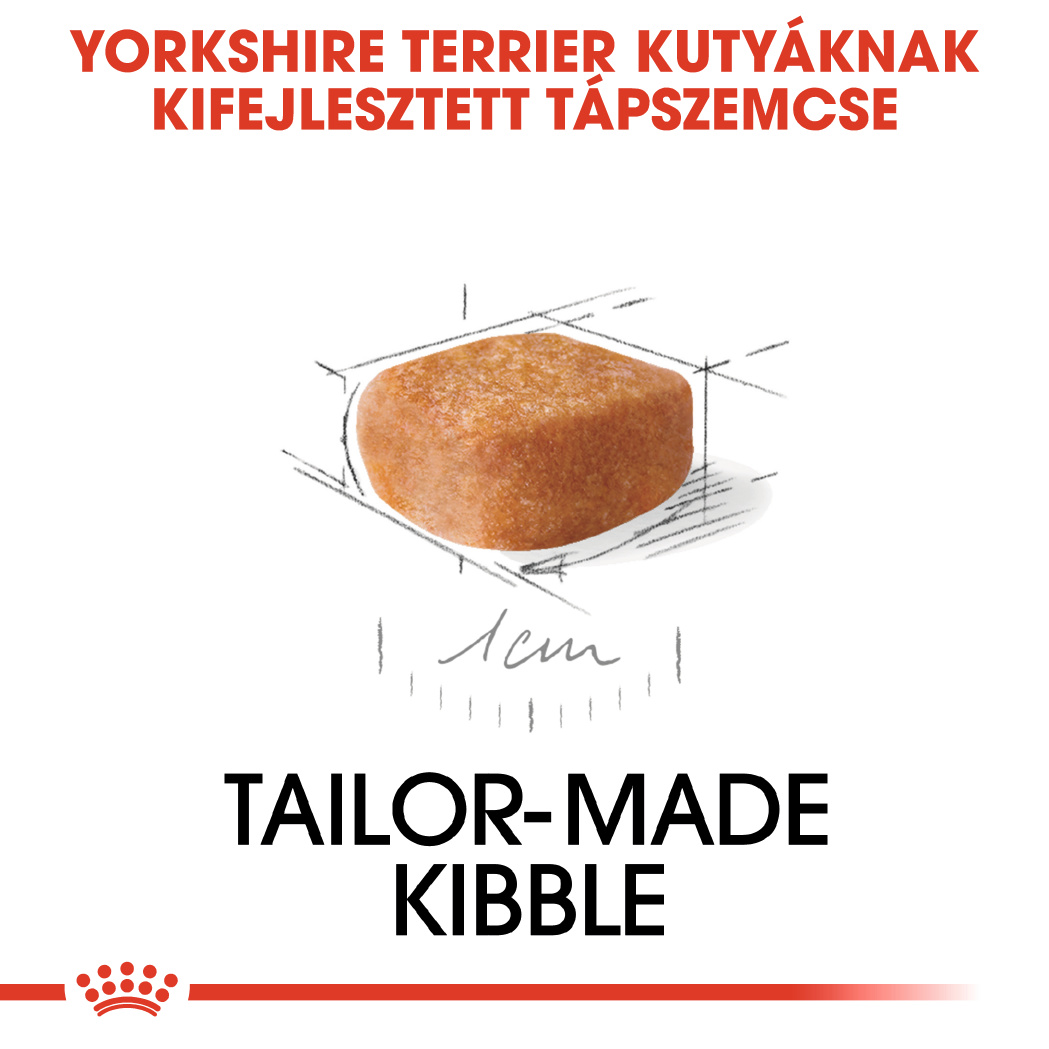 YORKSHIRE TERRIER KUTYÁKNAK
KIFEJLESZTETT TÁPSZEMCSE
1cm
TAILOR-MADE
KIBBLE